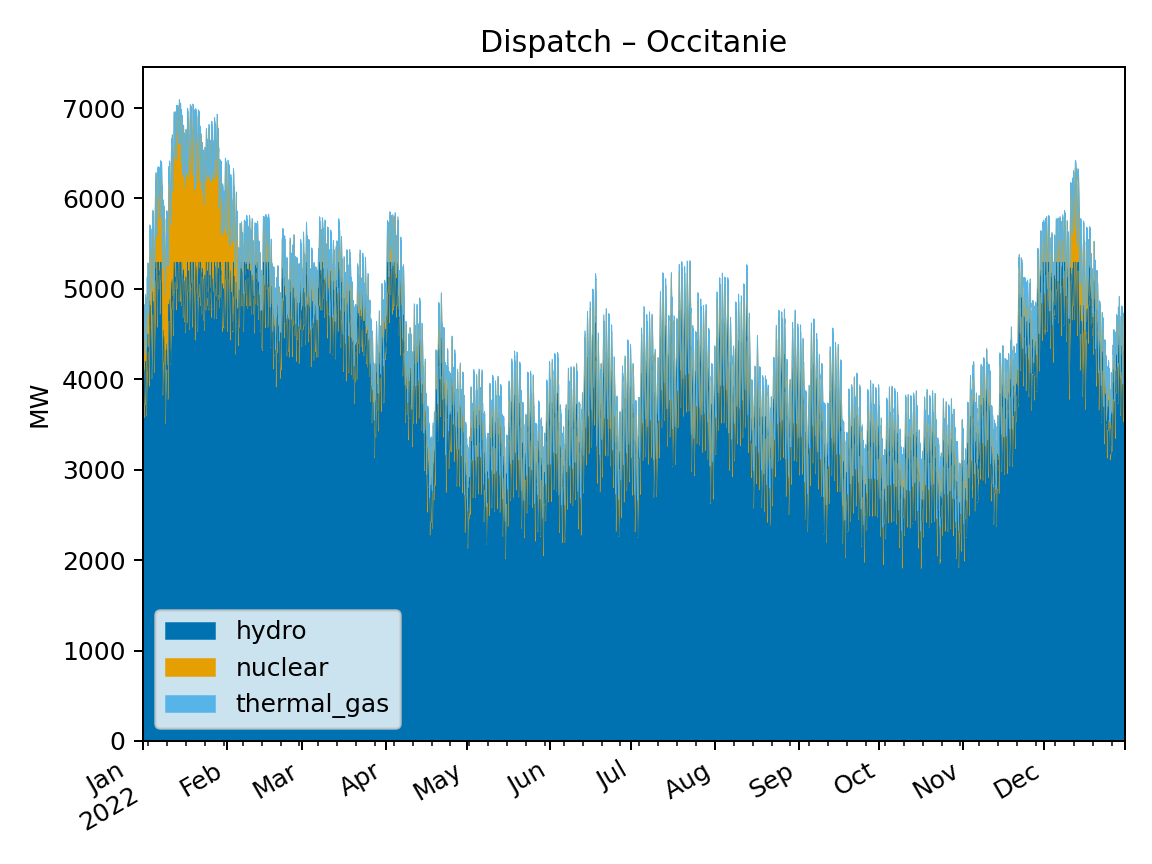 Dispatch – Occitanie
MW
7000
6000
5000
4000
3000
2000
1000
0
hydro
nuclear
thermal_gas
Jan
2022
Feb
Mar
Apr
May
Jun
Jul
Aug
Sep
Oct
Nov
Dec